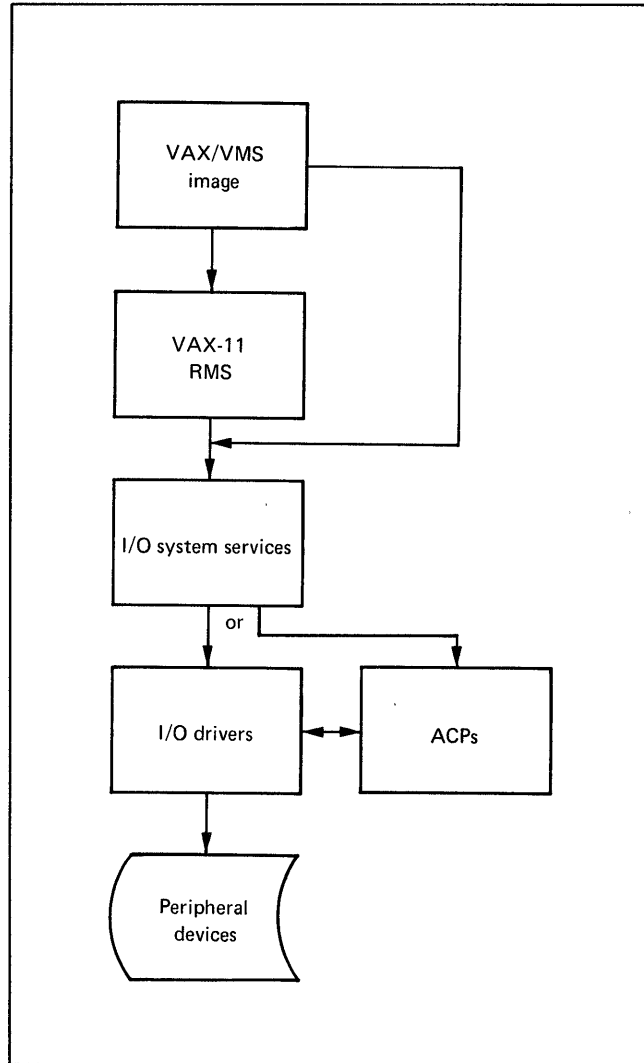 VAX/VMS
image
VAX-11
RMS
I/O system services
or
I/O drivers
ACPs
Peripheral
devices